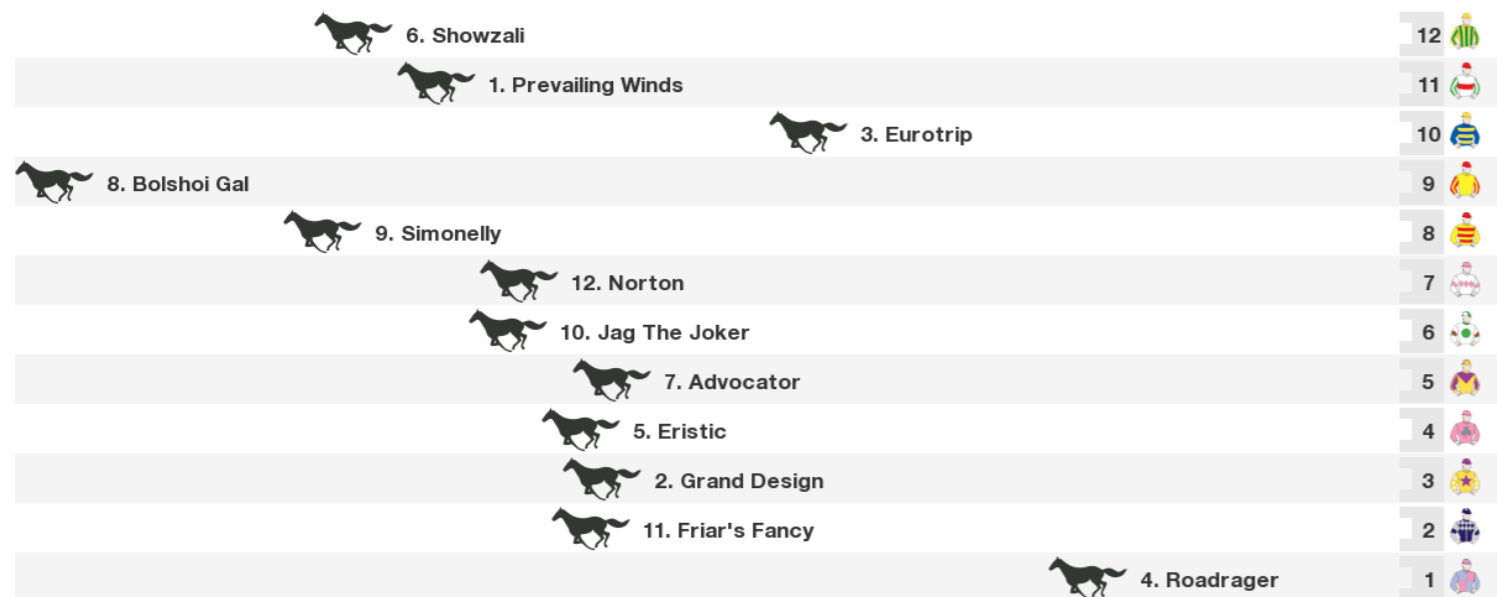 6. Showzali 12
1. Prevailing Winds 11
3. Eurotrip 10
8. Bolshoi Gal 9
9. Simonelly 8
12. Norton 7
10. Jag The Joker 6
7. Advocator 5
5. Eristic 4
2. Grand Design 3
11. Friar's Fancy 2
4. Roadrager 1